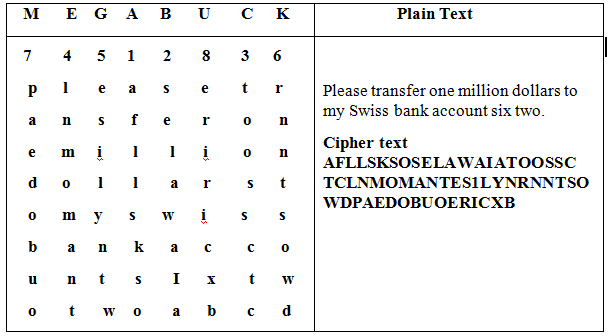 M E G A B U C K
7 4 5 1 2 8 3 6
p l e a s e t r
a n s f e r o n
e m i l l i o n
d o l l a r s t
o m y s w i s s
b a n k a c c o
u n t s I x t w
o t w o a b c d
Plain Text
Please transfer one million dollars to
my Swiss bank account six two.
Cipher text
AFLLSKSOSELAWAIATOOSSC
TCLNMOMANTES1LYNRNNTSO
WDPAEDOBUOERICXB